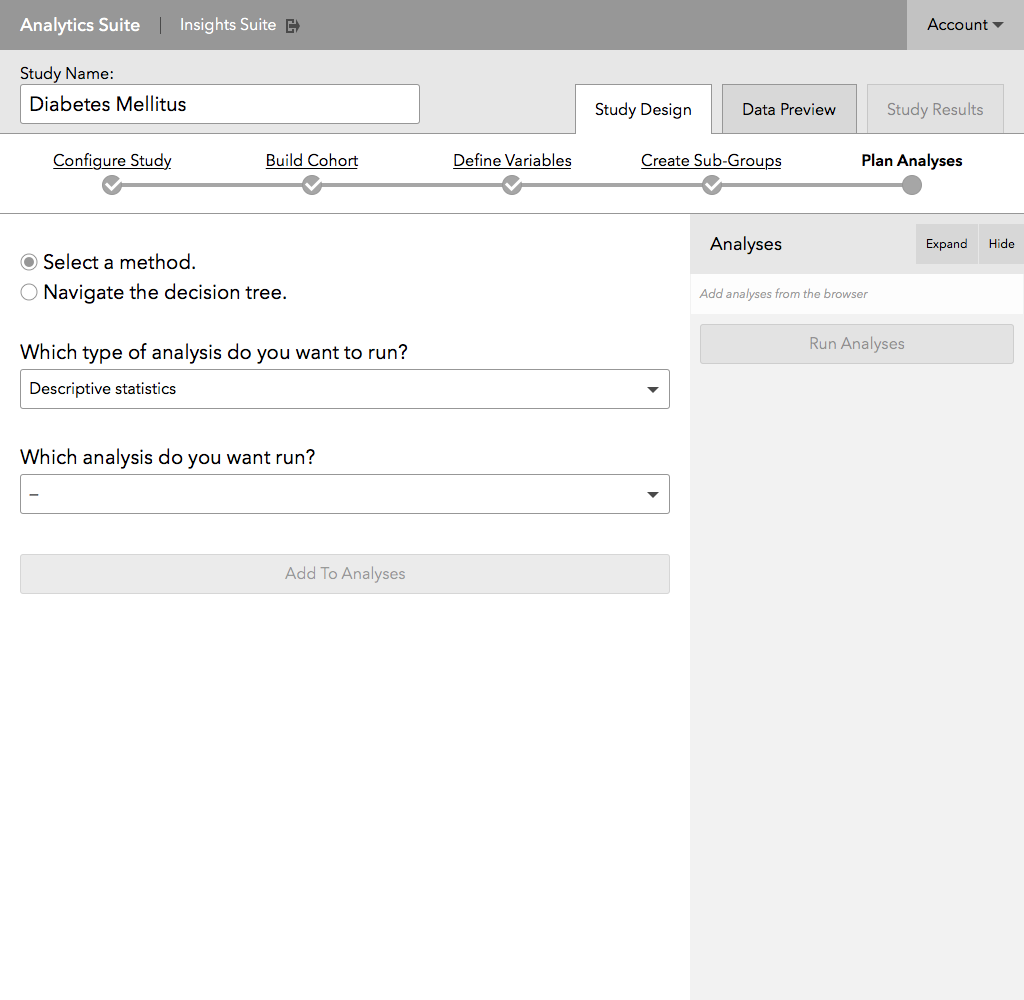 Analytics Suite | Insights Suite Account
Study Name:
Diabetes Mellitus
Study Design Data Preview Study Results
Configure Study Build Cohort Define Variables Create Sub-Groups Plan Analyses
Select a method.
Navigate the decision tree.
Which type of analysis do you want to run?
Descriptive statistics
Which analysis do you want run?
–
Add To Analyses
Analyses Expand Hide
Add analyses from the browser
Run Analyses